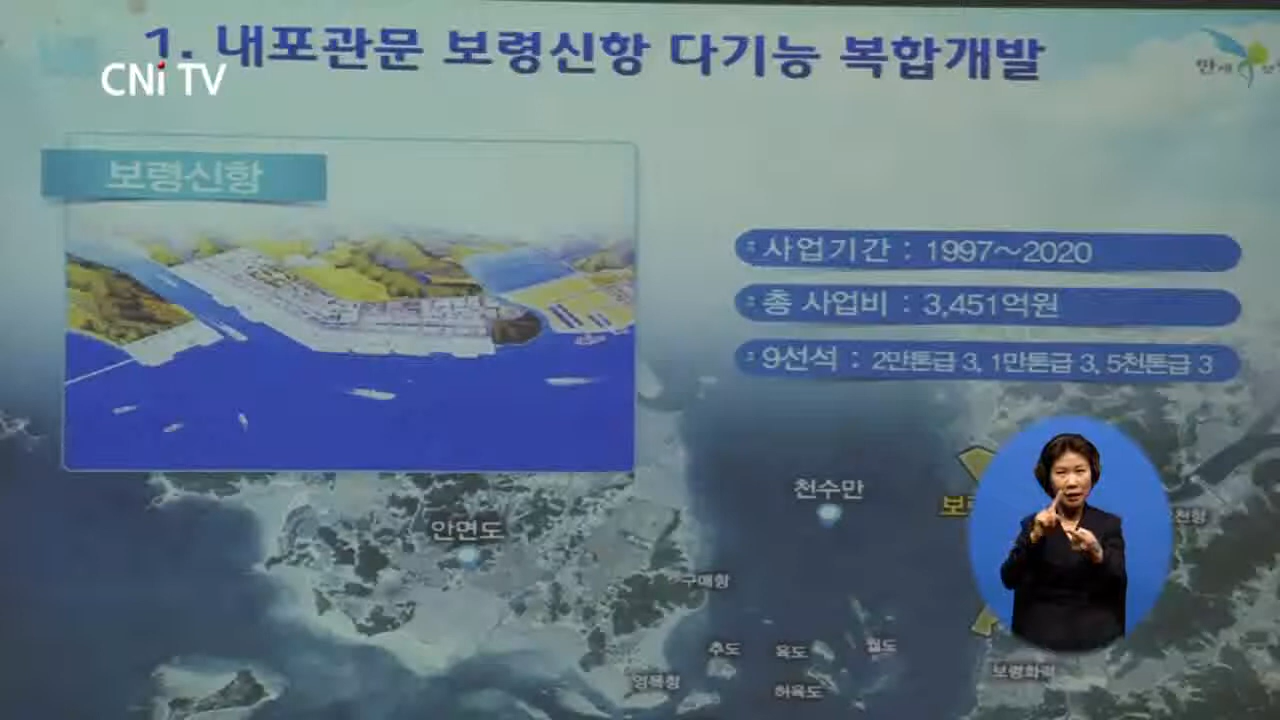 1. 내포관문 보령신항 다기능 복합개발
CNi TV
보령신항
사업기간 : 1997~2020
총 사업비 : 3,451억원
9선석 : 2만톤급 3, 1만톤급 3, 5천톤급 3
천수만
안면도
구매항
추도
육도
월도
영목항
허육도
보령화력